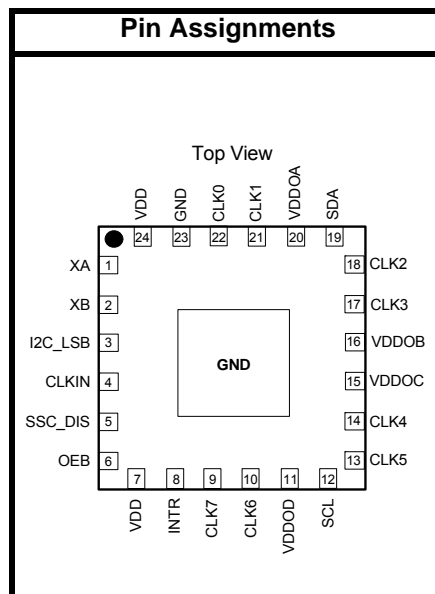 Pin Assignments
Top View
VDD GND CLK0 CLK1 VDDOA SDA
24 23 22 21 20 19
XA 1 18 CLK2
XB 2 17 CLK3
I2C_LSB 3 16 VDDOB
GND
CLKIN 4 15 VDDOC
SSC_DIS 5 14 CLK4
OEB 6 13 CLK5
7 8 9 10 11 12
VDD INTR CLK7 CLK6 VDDOD SCL